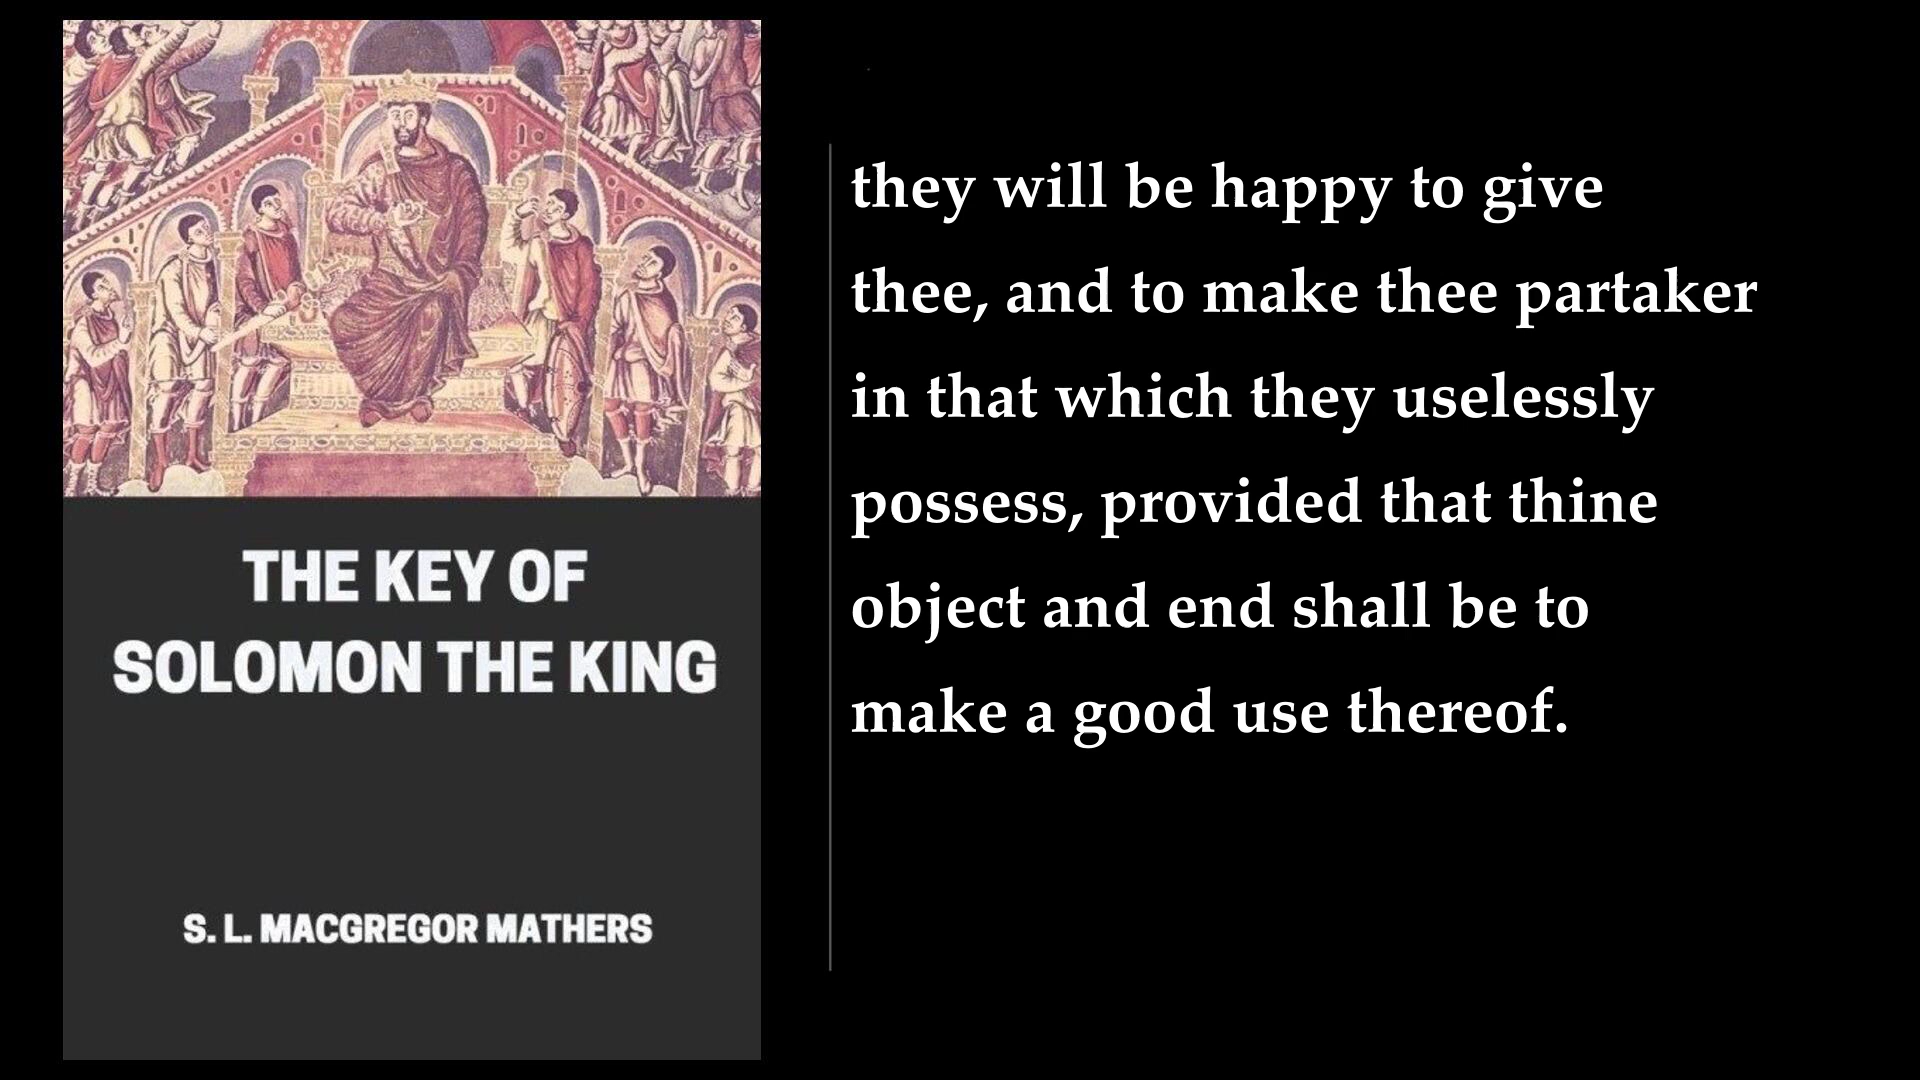 THE KEY OF
SOLOMON THE KING
S. L. MACGREGOR MATHERS
they will be happy to give
thee, and to make thee partaker
in that which they uselessly
possess, provided that thine
object and end shall be to
make a good use thereof.